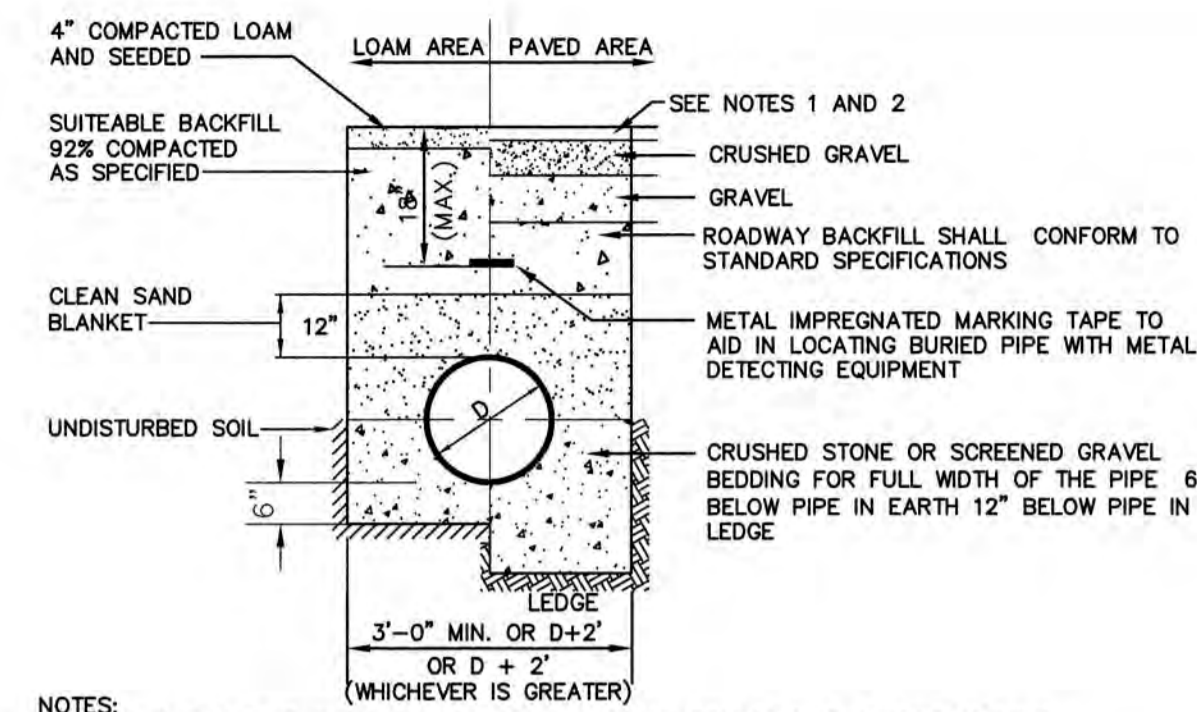 4" COMPACTED LOAM
AND SEEDED
LOAM AREA
PAVED AREA
SUITEABLE BACKFILL
92% COMPACTED
AS SPECIFIED
SEE NOTES 1 AND 2
CRUSHED GRAVEL
18"
(MAX.)
GRAVEL
ROADWAY BACKFILL SHALL CONFORM TO
STANDARD SPECIFICATIONS
CLEAN SAND
BLANKET
12"
METAL IMPREGNATED MARKING TAPE TO
AID IN LOCATING BURIED PIPE WITH METAL
DETECTING EQUIPMENT
D
UNDISTURBED SOIL
CRUSHED STONE OR SCREENED GRAVEL
BEDDING FOR FULL WIDTH OF THE PIPE 6
BELOW PIPE IN EARTH 12" BELOW PIPE IN
LEDGE
6"
LEDGE
3'-0" MIN. OR D+2'
OR D + 2'
(WHICHEVER IS GREATER)
NOTES: